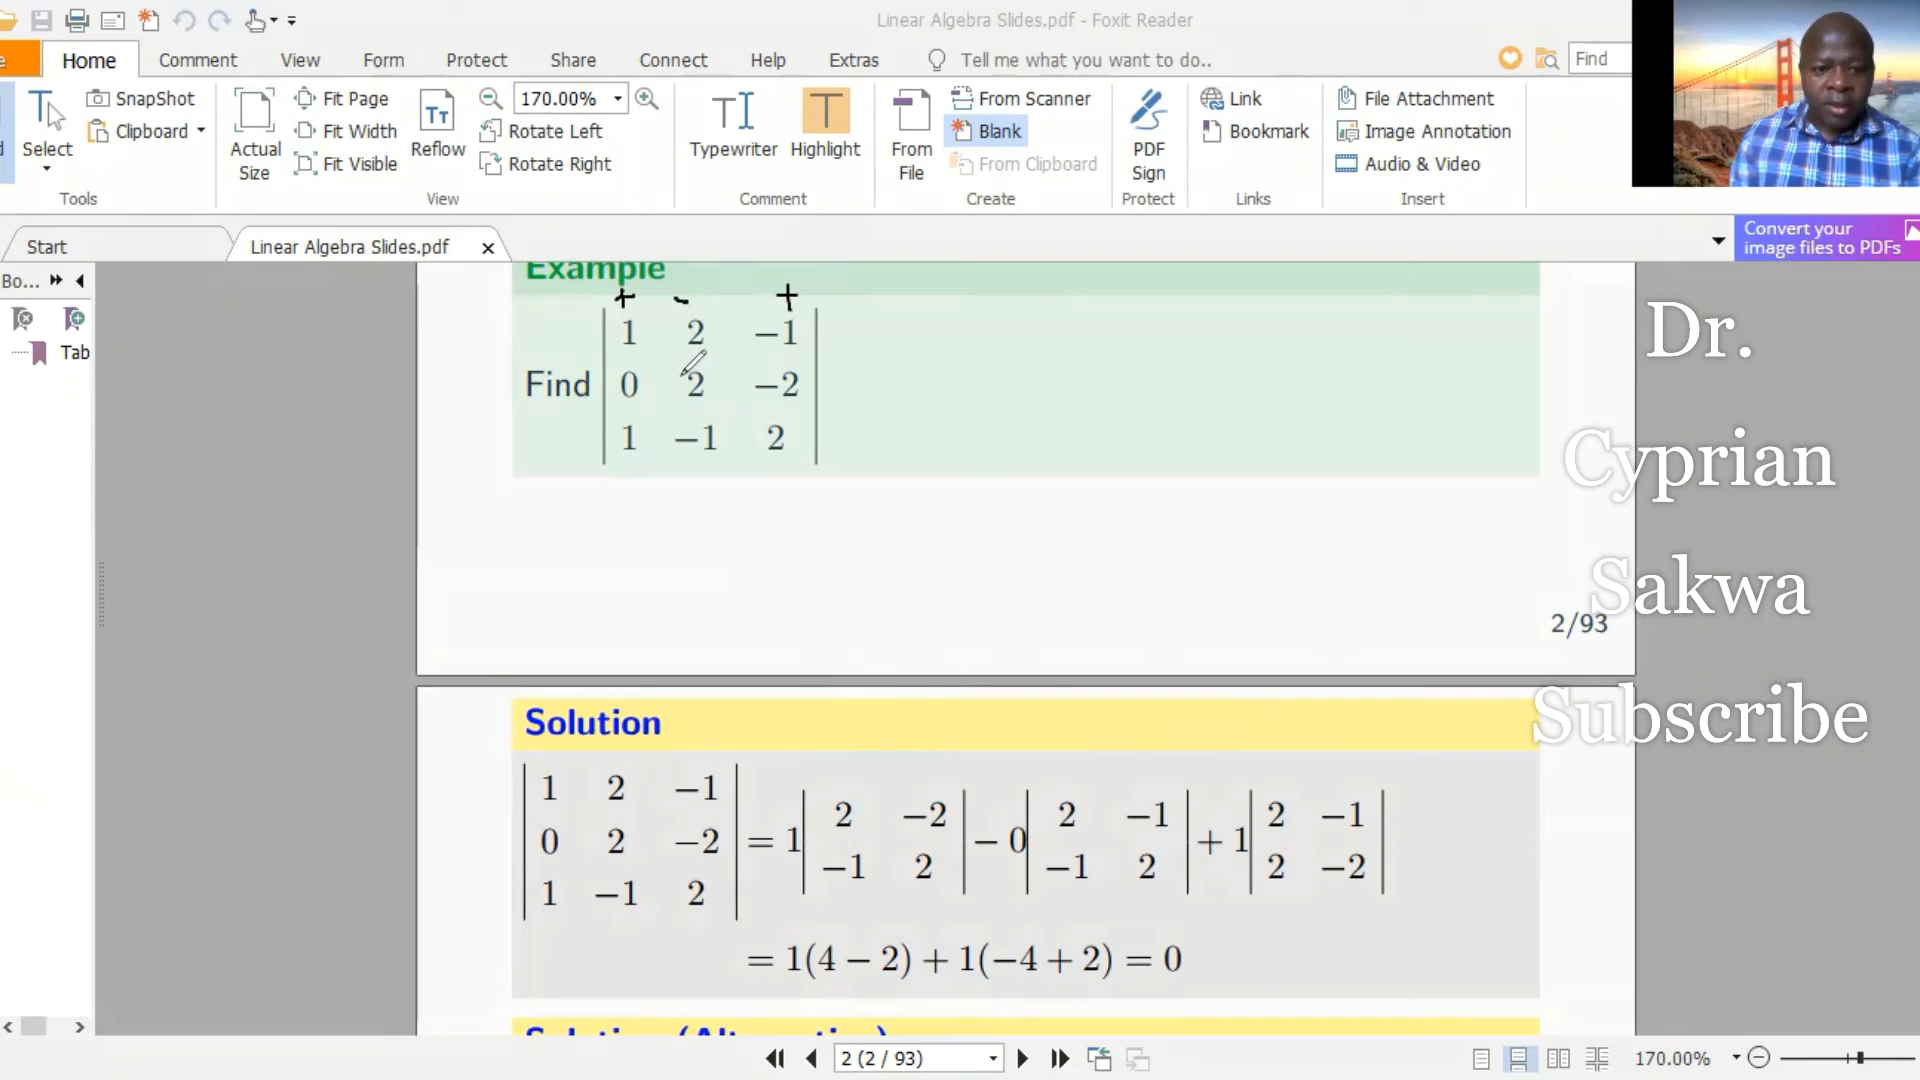 Linear Algebra Slides.pdf - Foxit Reader
Home Comment View Form Protect Share Connect Help Extras Tell me what you want to do.. Find
Select
SnapShot
Clipboard
Tools
Actual Size
Fit Page
Fit Width
Fit Visible
Reflow
170.00%
Rotate Left
Rotate Right
View
Typewriter
Highlight
Comment
From File
From Scanner
Blank
From Clipboard
Create
PDF Sign
Protect
Link
Bookmark
Links
File Attachment
Image Annotation
Audio & Video
Insert
Start
Linear Algebra Slides.pdf
Convert your
image files to PDFs
Bo...
Tab
Example
+ - +
1 2 −1
Find 0 2 −2
1 −1 2
2/93
Solution
| 1 2 −1 | = 1 | 2 −2 | − 0 | 2 −1 | + 1 | 2 −1 |
| 0 2 −2 | | −1 2 | | −1 2 | | 2 −2 |
| 1 −1 2 |
= 1(4 − 2) + 1(−4 + 2) = 0
Dr.
Cyprian
Sakwa
Subscribe
2 (2 / 93)
170.00%